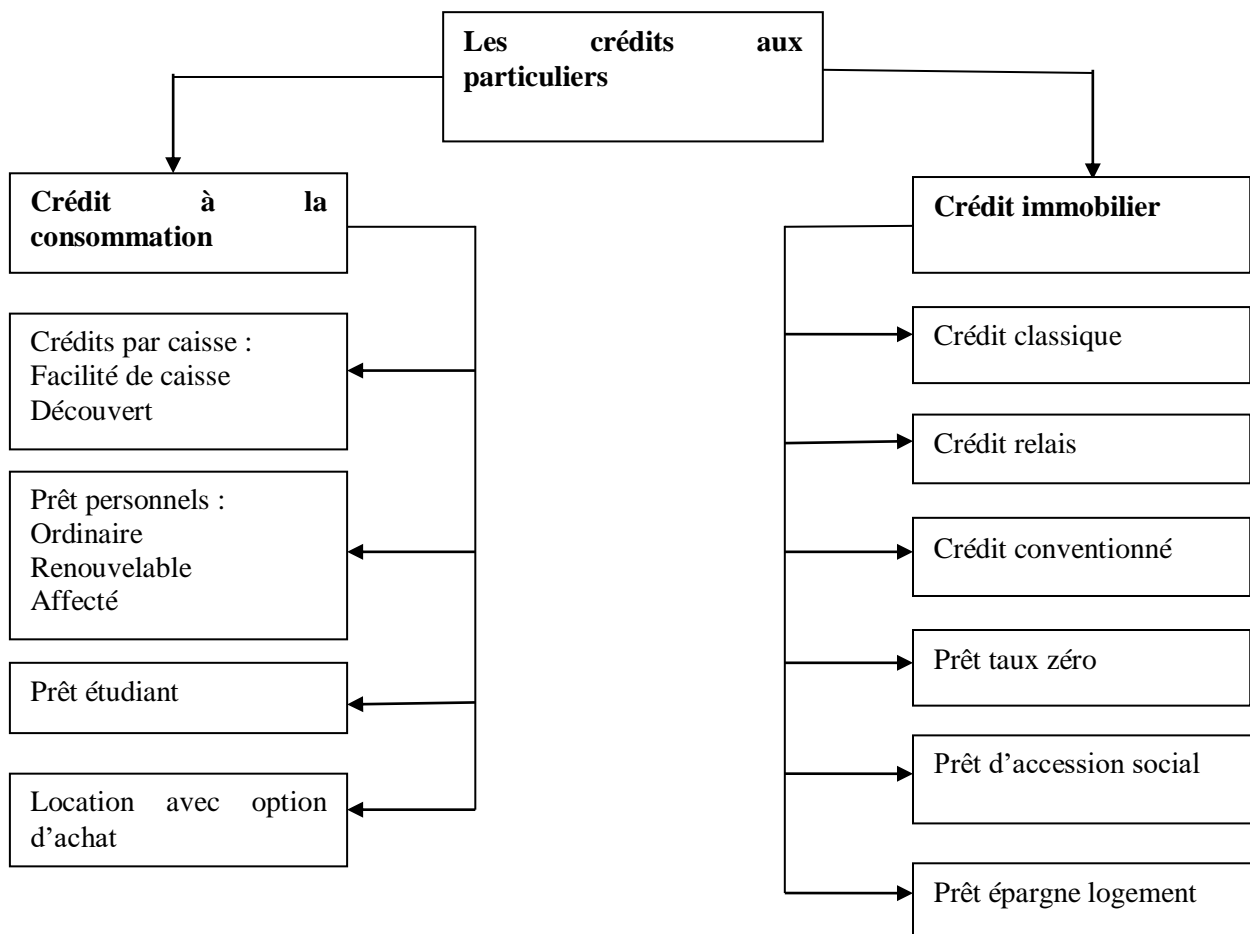 Les crédits aux
particuliers
Crédit à la
consommation
Crédits par caisse :
Facilité de caisse
Découvert
Prêt personnels :
Ordinaire
Renouvelable
Affecté
Prêt étudiant
Location avec option
d’achat
Crédit immobilier
Crédit classique
Crédit relais
Crédit conventionné
Prêt taux zéro
Prêt d’accession social
Prêt épargne logement